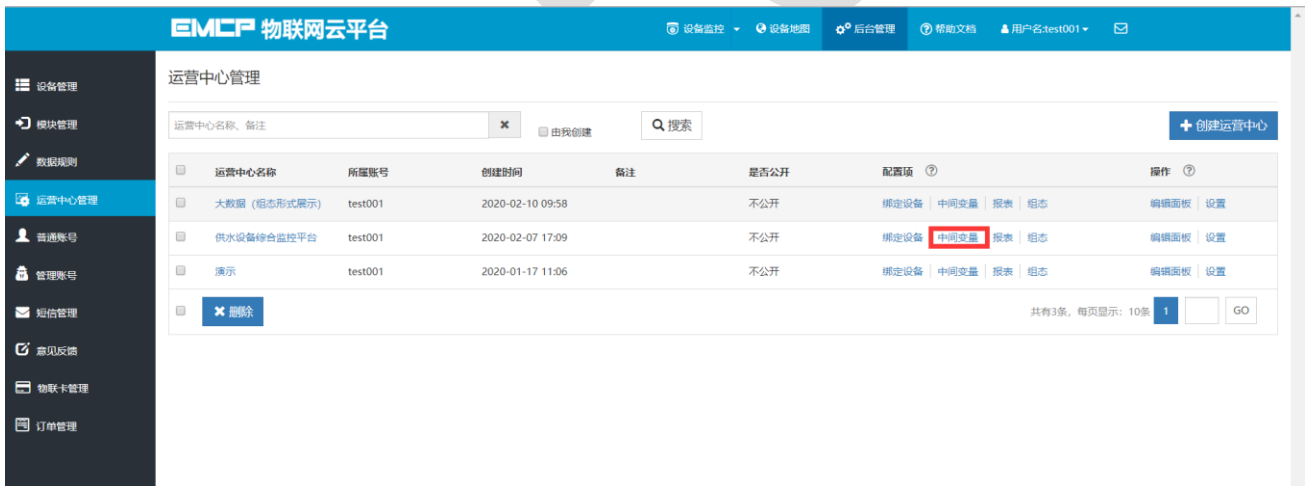 EMCP 物联网云平台 设备监控 设备地图 后台管理 帮助文档 用户名:test001
设备管理
模块管理
数据规则
运营中心管理
普通账号
管理账号
短信管理
意见反馈
物联卡管理
订单管理
运营中心管理
运营中心名称、备注 由我创建 搜索 创建运营中心
运营中心名称 所属账号 创建时间 备注 是否公开 配置项 操作
大数据（组态形式展示） test001 2020-02-10 09:58 不公开 绑定设备 中间变量 报表 组态 编辑面板 设置
供水设备综合监控平台 test001 2020-02-07 17:09 不公开 绑定设备 中间变量 报表 组态 编辑面板 设置
演示 test001 2020-01-17 11:06 不公开 绑定设备 中间变量 报表 组态 编辑面板 设置
删除 共有3条，每页显示：10条 1 GO